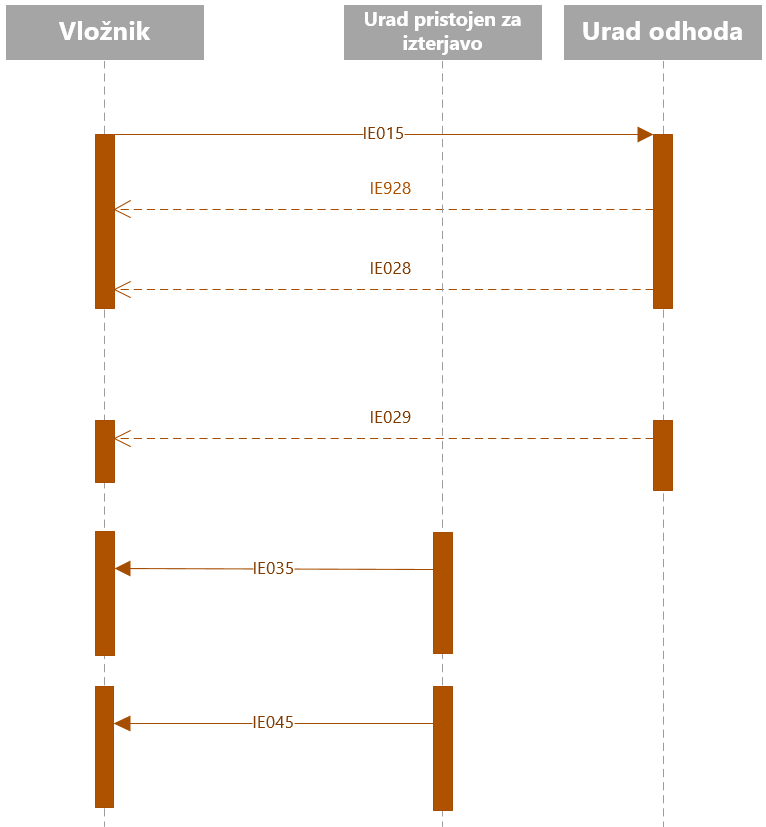 Vložnik
Urad pristojen za
izterjavo
Urad odhoda
IE015
IE928
IE028
IE029
IE035
IE045